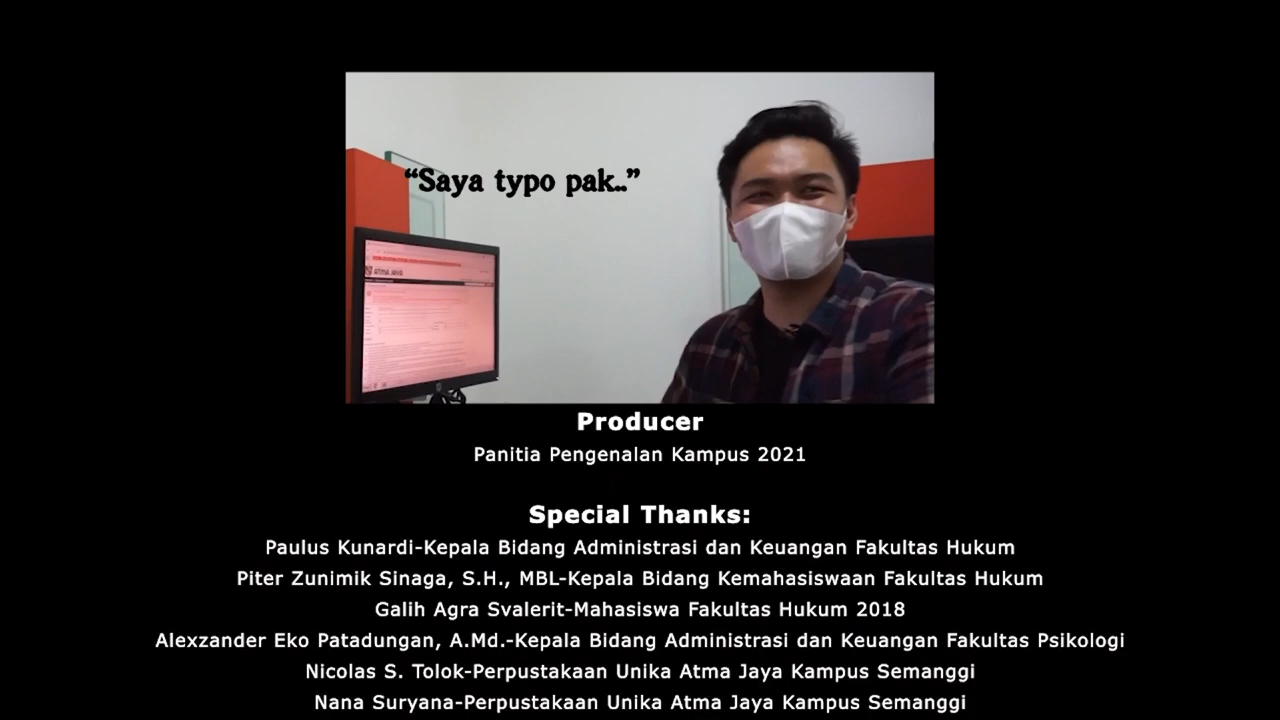 “Saya typo pak..”
ATMA JAYA
Producer
Panitia Pengenalan Kampus 2021
Special Thanks:
Paulus Kunardi-Kepala Bidang Administrasi dan Keuangan Fakultas Hukum
Piter Zunimik Sinaga, S.H., MBL-Kepala Bidang Kemahasiswaan Fakultas Hukum
Galih Agra Svalerit-Mahasiswa Fakultas Hukum 2018
Alexzander Eko Patadungan, A.Md.-Kepala Bidang Administrasi dan Keuangan Fakultas Psikologi
Nicolas S. Tolok-Perpustakaan Unika Atma Jaya Kampus Semanggi
Nana Suryana-Perpustakaan Unika Atma Jaya Kampus Semanggi